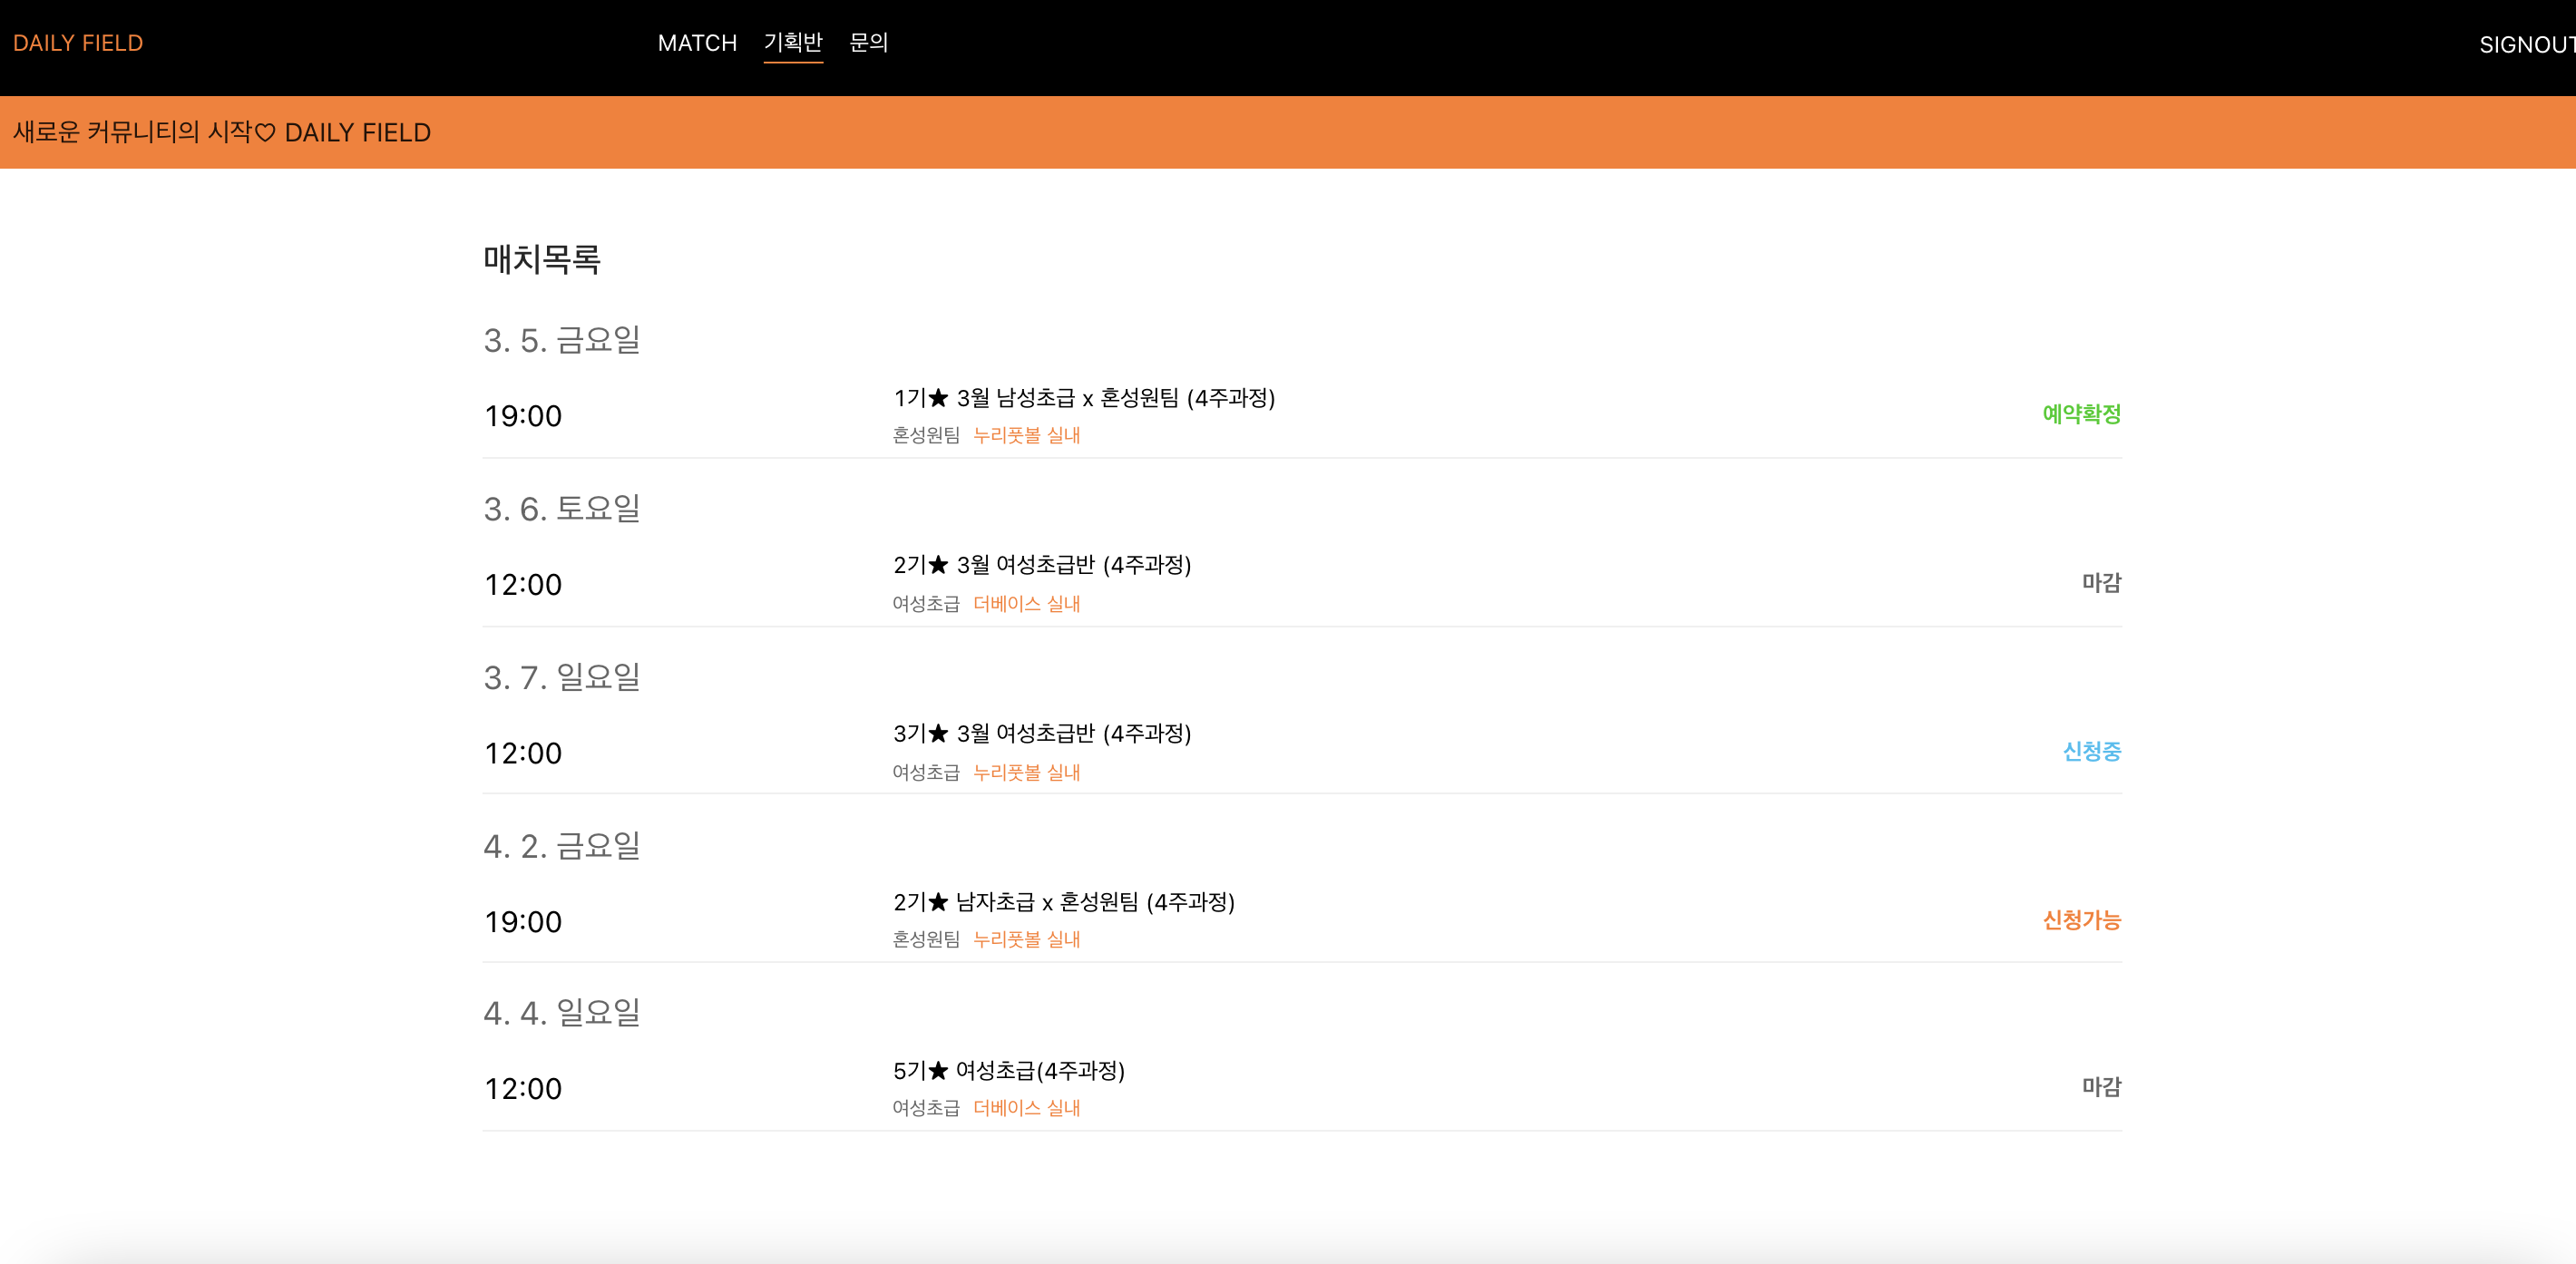 DAILY FIELD
MATCH 기획반 문의
SIGNOUT
새로운 커뮤니티의 시작♡ DAILY FIELD
매치목록
3. 5. 금요일
19:00
1기★ 3월 남성초급 x 혼성원팀 (4주과정)
혼성원팀 누리풋볼 실내
예약확정
3. 6. 토요일
12:00
2기★ 3월 여성초급반 (4주과정)
여성초급 더베이스 실내
마감
3. 7. 일요일
12:00
3기★ 3월 여성초급반 (4주과정)
여성초급 누리풋볼 실내
신청중
4. 2. 금요일
19:00
2기★ 남자초급 x 혼성원팀 (4주과정)
혼성원팀 누리풋볼 실내
신청가능
4. 4. 일요일
12:00
5기★ 여성초급(4주과정)
여성초급 더베이스 실내
마감